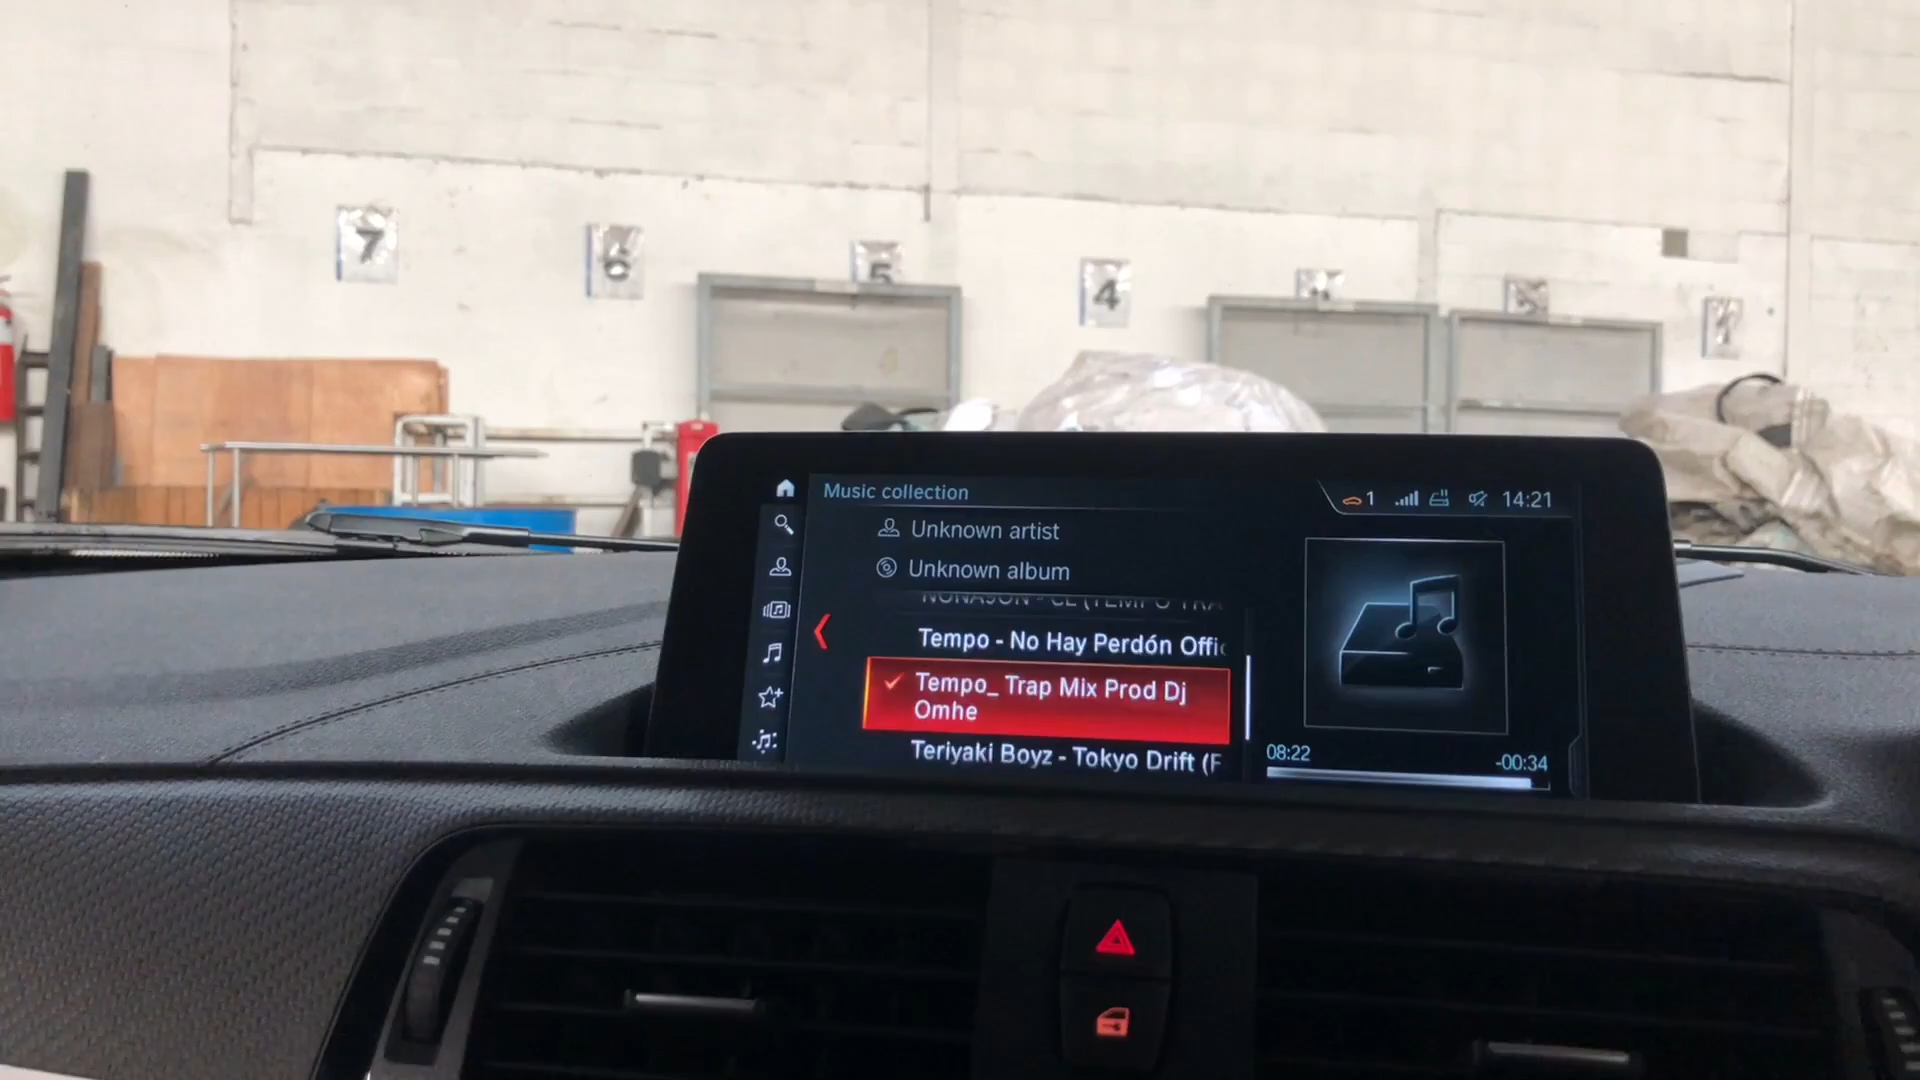 7
6
5
4
1
Music collection
1
14:21
Unknown artist
Unknown album
Tempo - No Hay Perdón Offic
Tempo_ Trap Mix Prod Dj
Omhe
Teriyaki Boyz - Tokyo Drift (F
08:22
-00:34